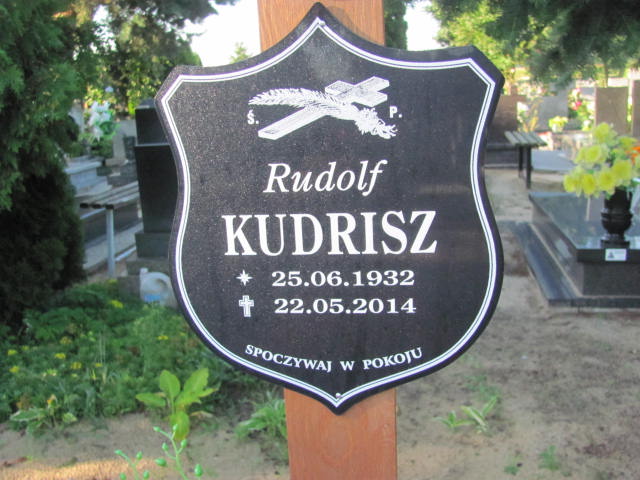 Ś. P.
Rudolf
KUDRISZ
25.06.1932
22.05.2014
SPOCZYWAJ W POKOJU